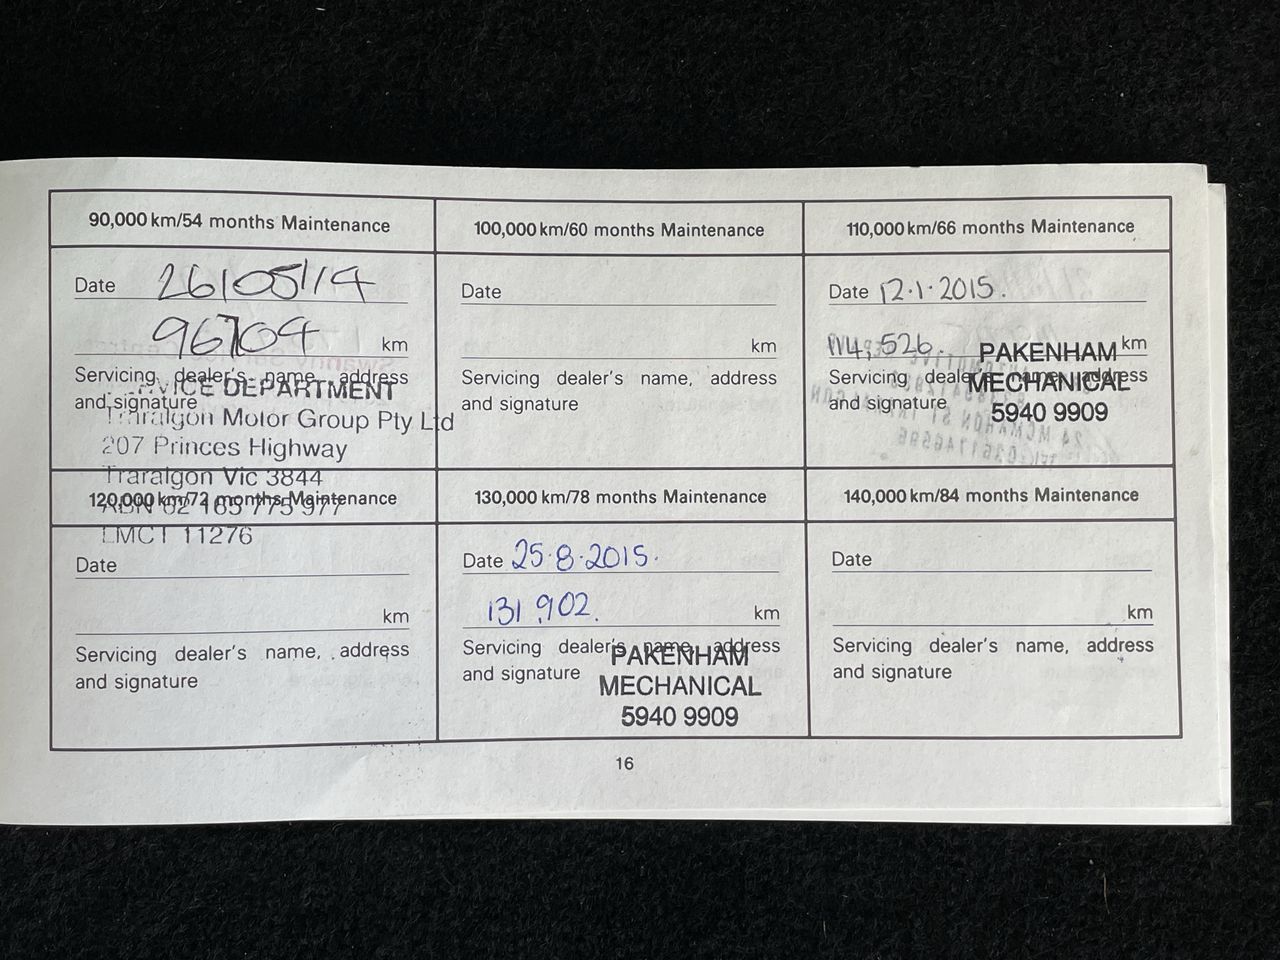 90,000 km/54 months Maintenance
Date 26/05/14
96704 km
Servicing dealer's name, address
and signature
SERVICE DEPARTMENT
Traralgon Motor Group Pty Ltd
207 Princes Highway
Traralgon Vic 3844
ABN 62 165 775 977
LMCT 11276
100,000 km/60 months Maintenance
Date
km
Servicing dealer's name, address
and signature
110,000 km/66 months Maintenance
Date 12.1.2015.
114,526. km
Servicing dealer's name, address
and signature
PAKENHAM
MECHANICAL
5940 9909
120,000 km/72 months Maintenance
Date
km
Servicing dealer's name, address
and signature
130,000 km/78 months Maintenance
Date 25.8.2015.
131,902. km
Servicing dealer's name, address
and signature
PAKENHAM
MECHANICAL
5940 9909
140,000 km/84 months Maintenance
Date
km
Servicing dealer's name, address
and signature
16